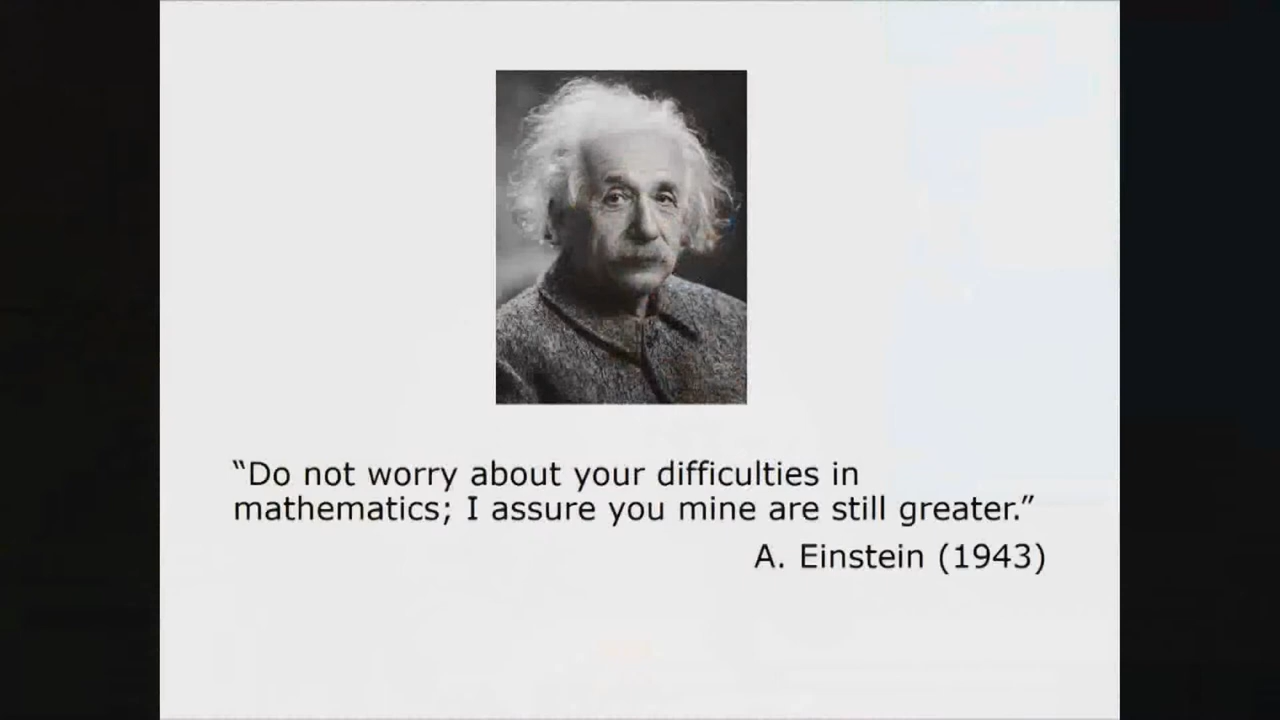 “Do not worry about your difficulties in
mathematics; I assure you mine are still greater.”
A. Einstein (1943)